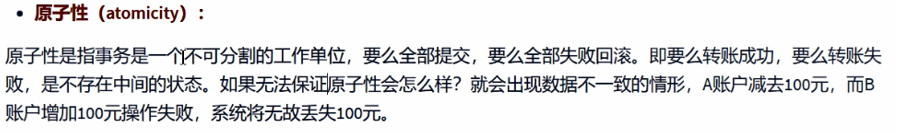 • 原子性（atomicity）：
原子性是指事务是一个不可分割的工作单位，要么全部提交，要么全部失败回滚。即要么转账成功，要么转账失
败，是不存在中间的状态。如果无法保证原子性会怎么样？就会出现数据不一致的情形，A账户减去100元，而B
账户增加100元操作失败，系统将无故丢失100元。